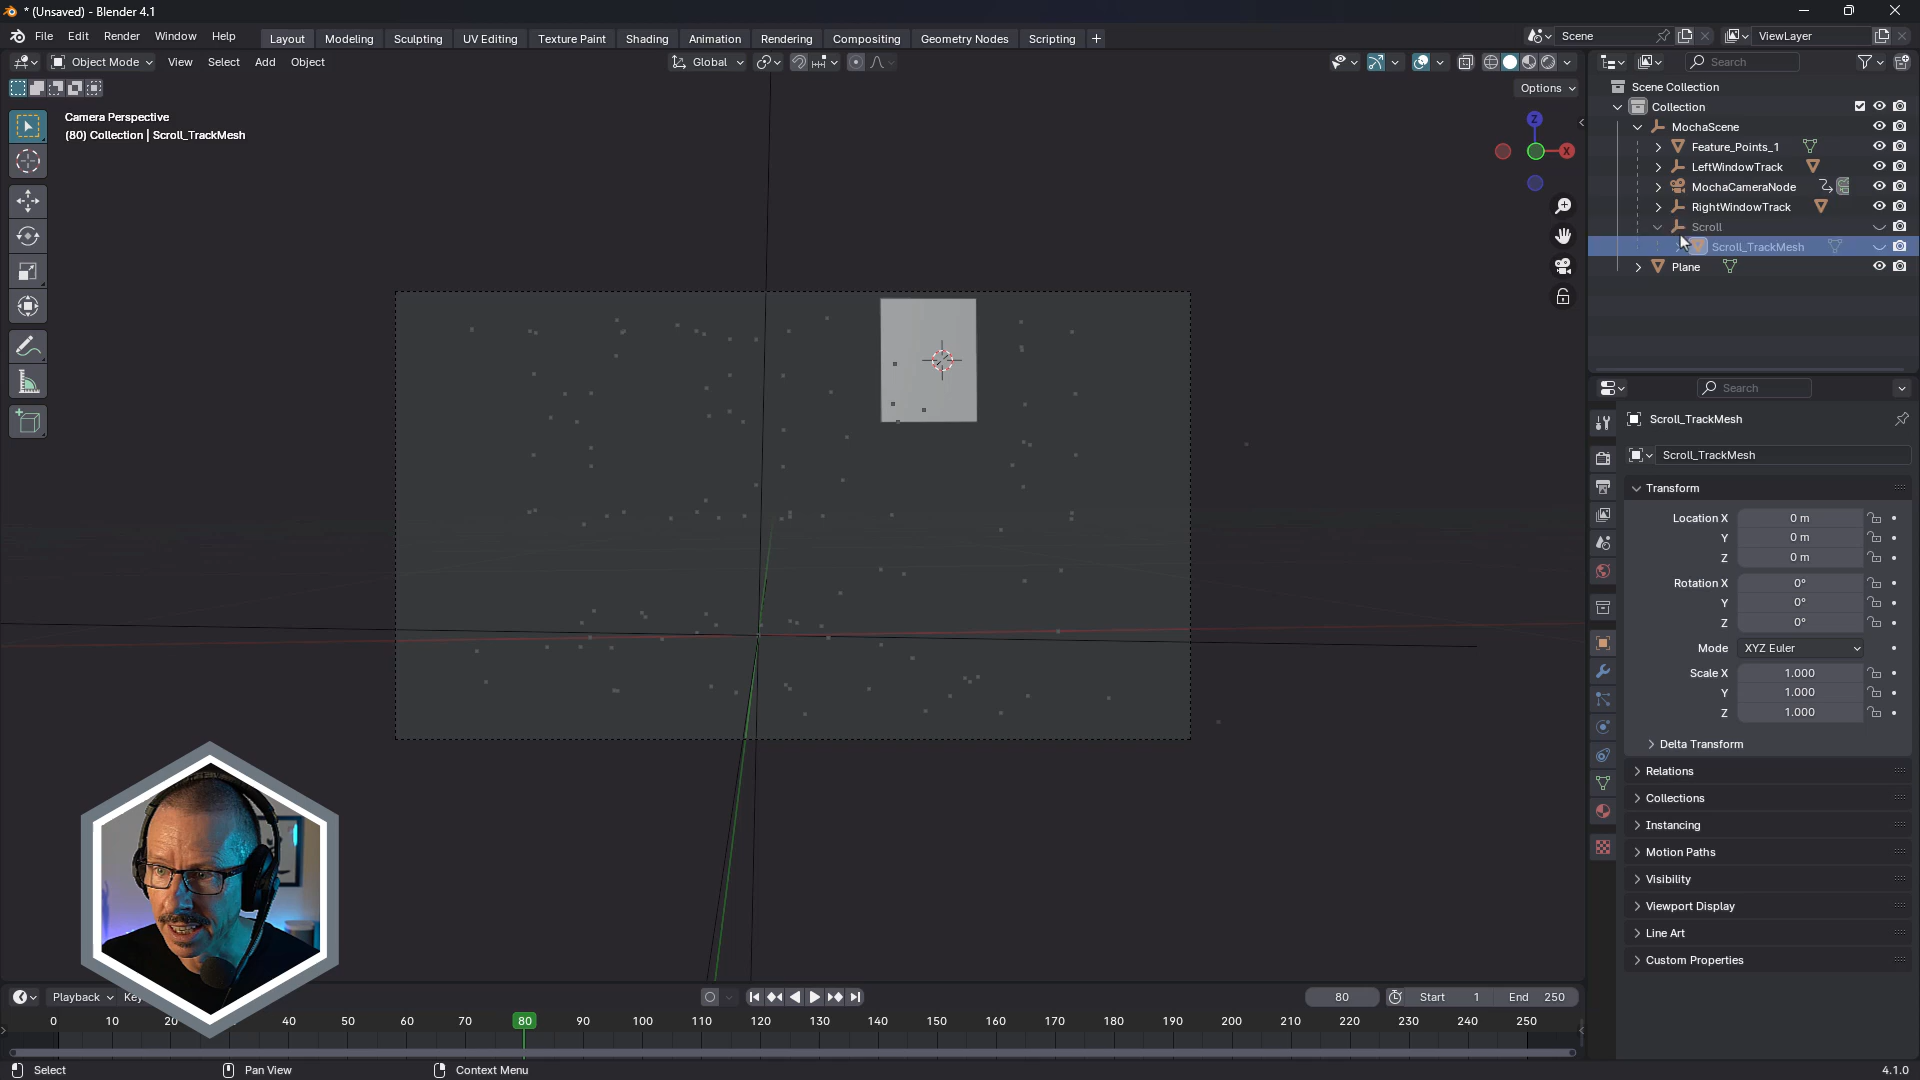 * (Unsaved) - Blender 4.1
File Edit Render Window Help
Layout Modeling Sculpting UV Editing Texture Paint Shading Animation Rendering Compositing Geometry Nodes Scripting +
Scene
ViewLayer
Object Mode View Select Add Object
Global
Search
Options
Camera Perspective
(80) Collection | Scroll_TrackMesh
Z
X
Scene Collection
Collection
MochaScene
Feature_Points_1
LeftWindowTrack
MochaCameraNode
RightWindowTrack
Scroll
Scroll_TrackMesh
Plane
Search
Scroll_TrackMesh
Scroll_TrackMesh
Transform
Location X 0 m
Y 0 m
Z 0 m
Rotation X 0°
Y 0°
Z 0°
Mode XYZ Euler
Scale X 1.000
Y 1.000
Z 1.000
Delta Transform
Relations
Collections
Instancing
Motion Paths
Visibility
Viewport Display
Line Art
Custom Properties
Playback
80
Start 1
End 250
0 10 20 40 50 60 70 80 90 100 110 120 130 140 150 160 170 180 190 200 210 220 230 240 250
Select
Pan View
Context Menu
4.1.0